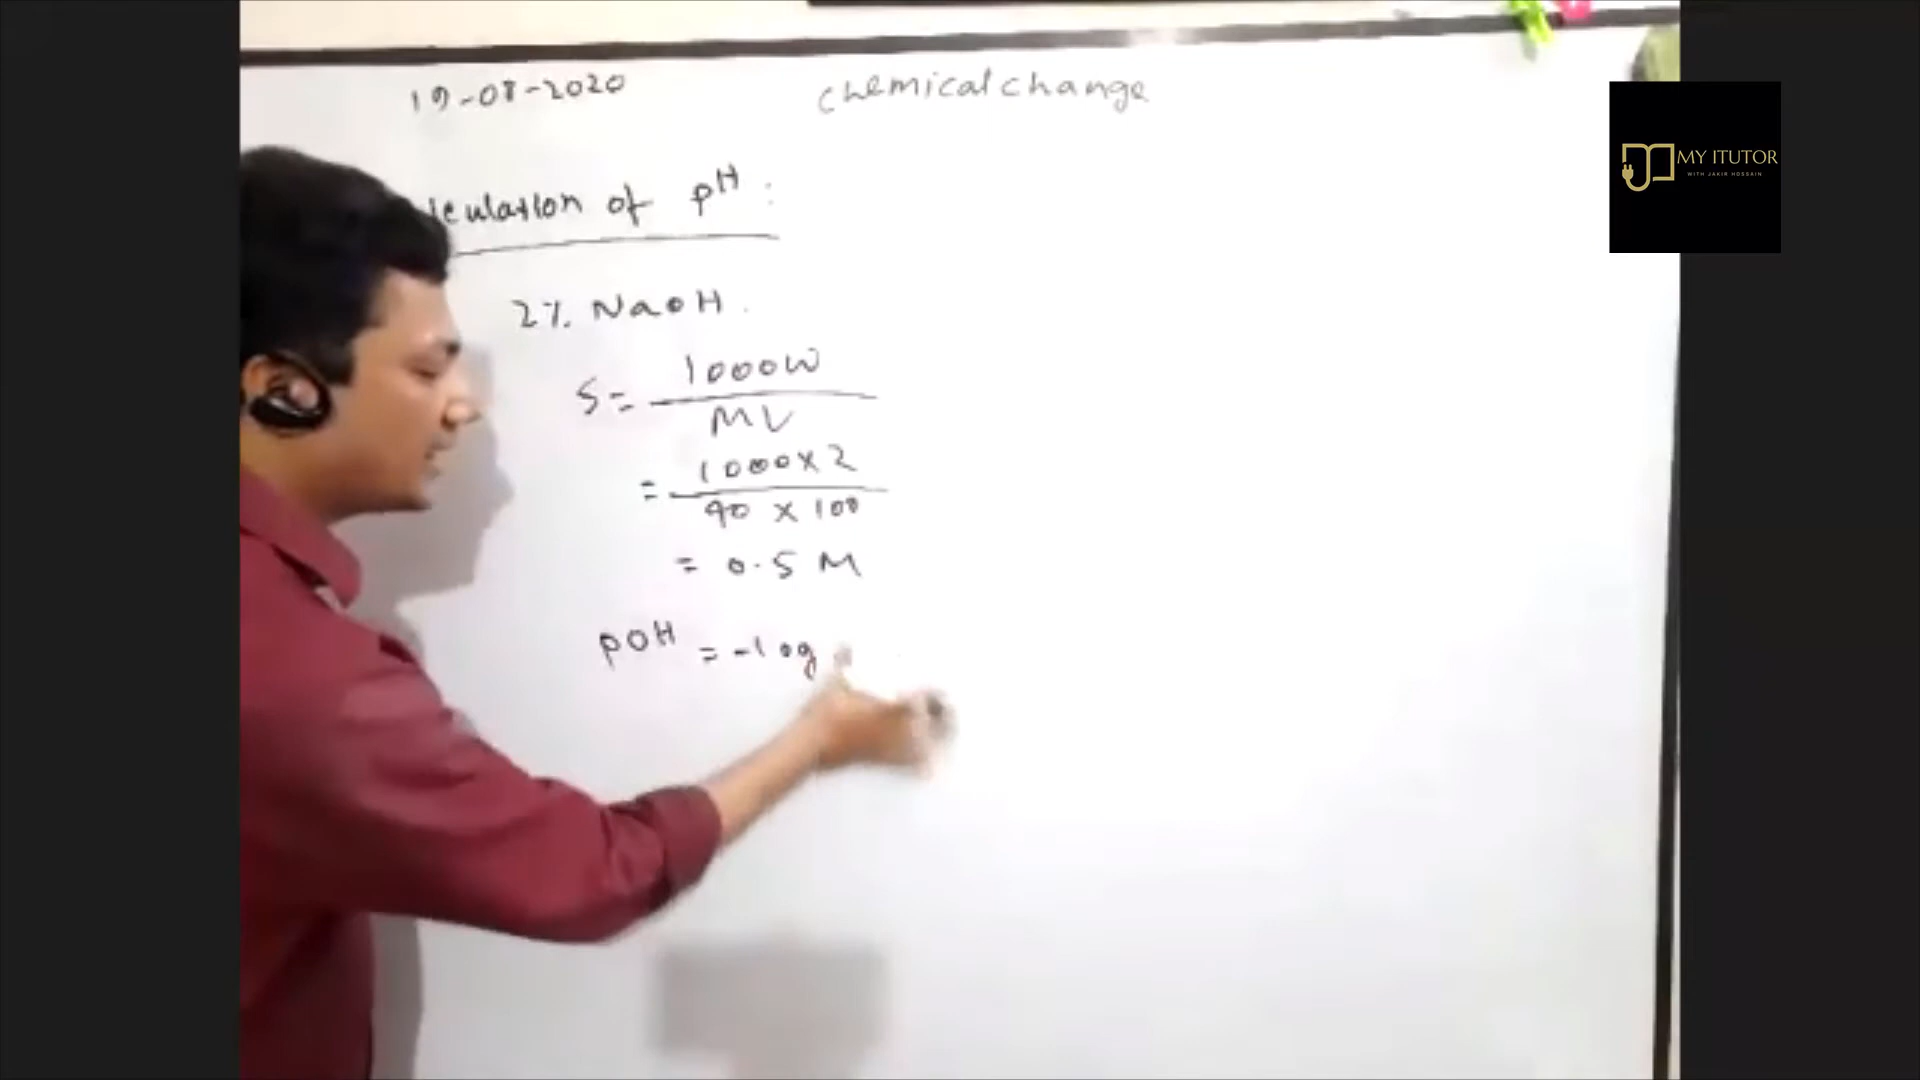 19-08-2020
chemical change
MY ITUTOR
WITH JAKIR HOSSAIN
lculation of pH :
2% NaOH.
S = 1000W
MV
= 1000 × 2
40 × 100
= 0.5 M
pOH = -log